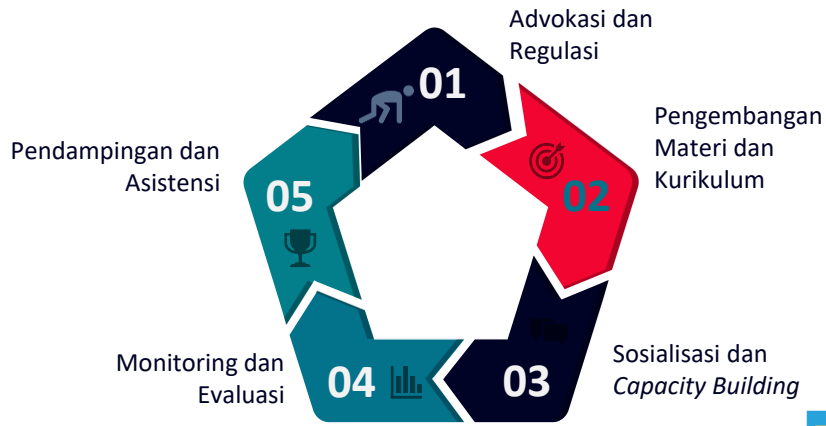 01
Advokasi dan
Regulasi
02
Pengembangan
Materi dan
Kurikulum
03
Sosialisasi dan
Capacity Building
04
Monitoring dan
Evaluasi
05
Pendampingan dan
Asistensi